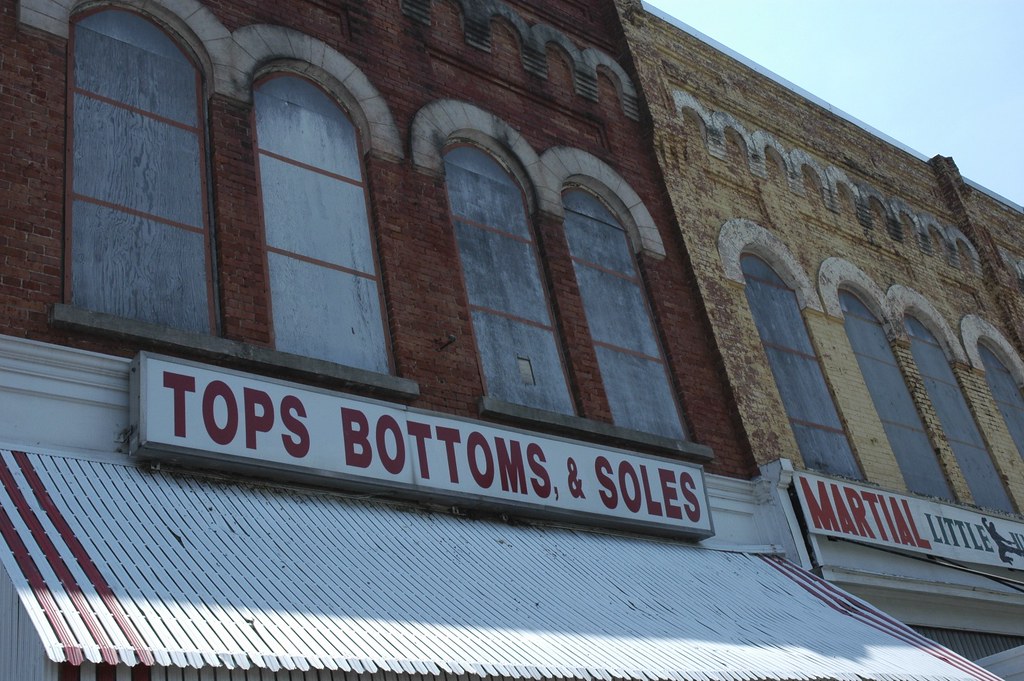 TOPS BOTTOMS, & SOLES
MARTIAL LITTLE